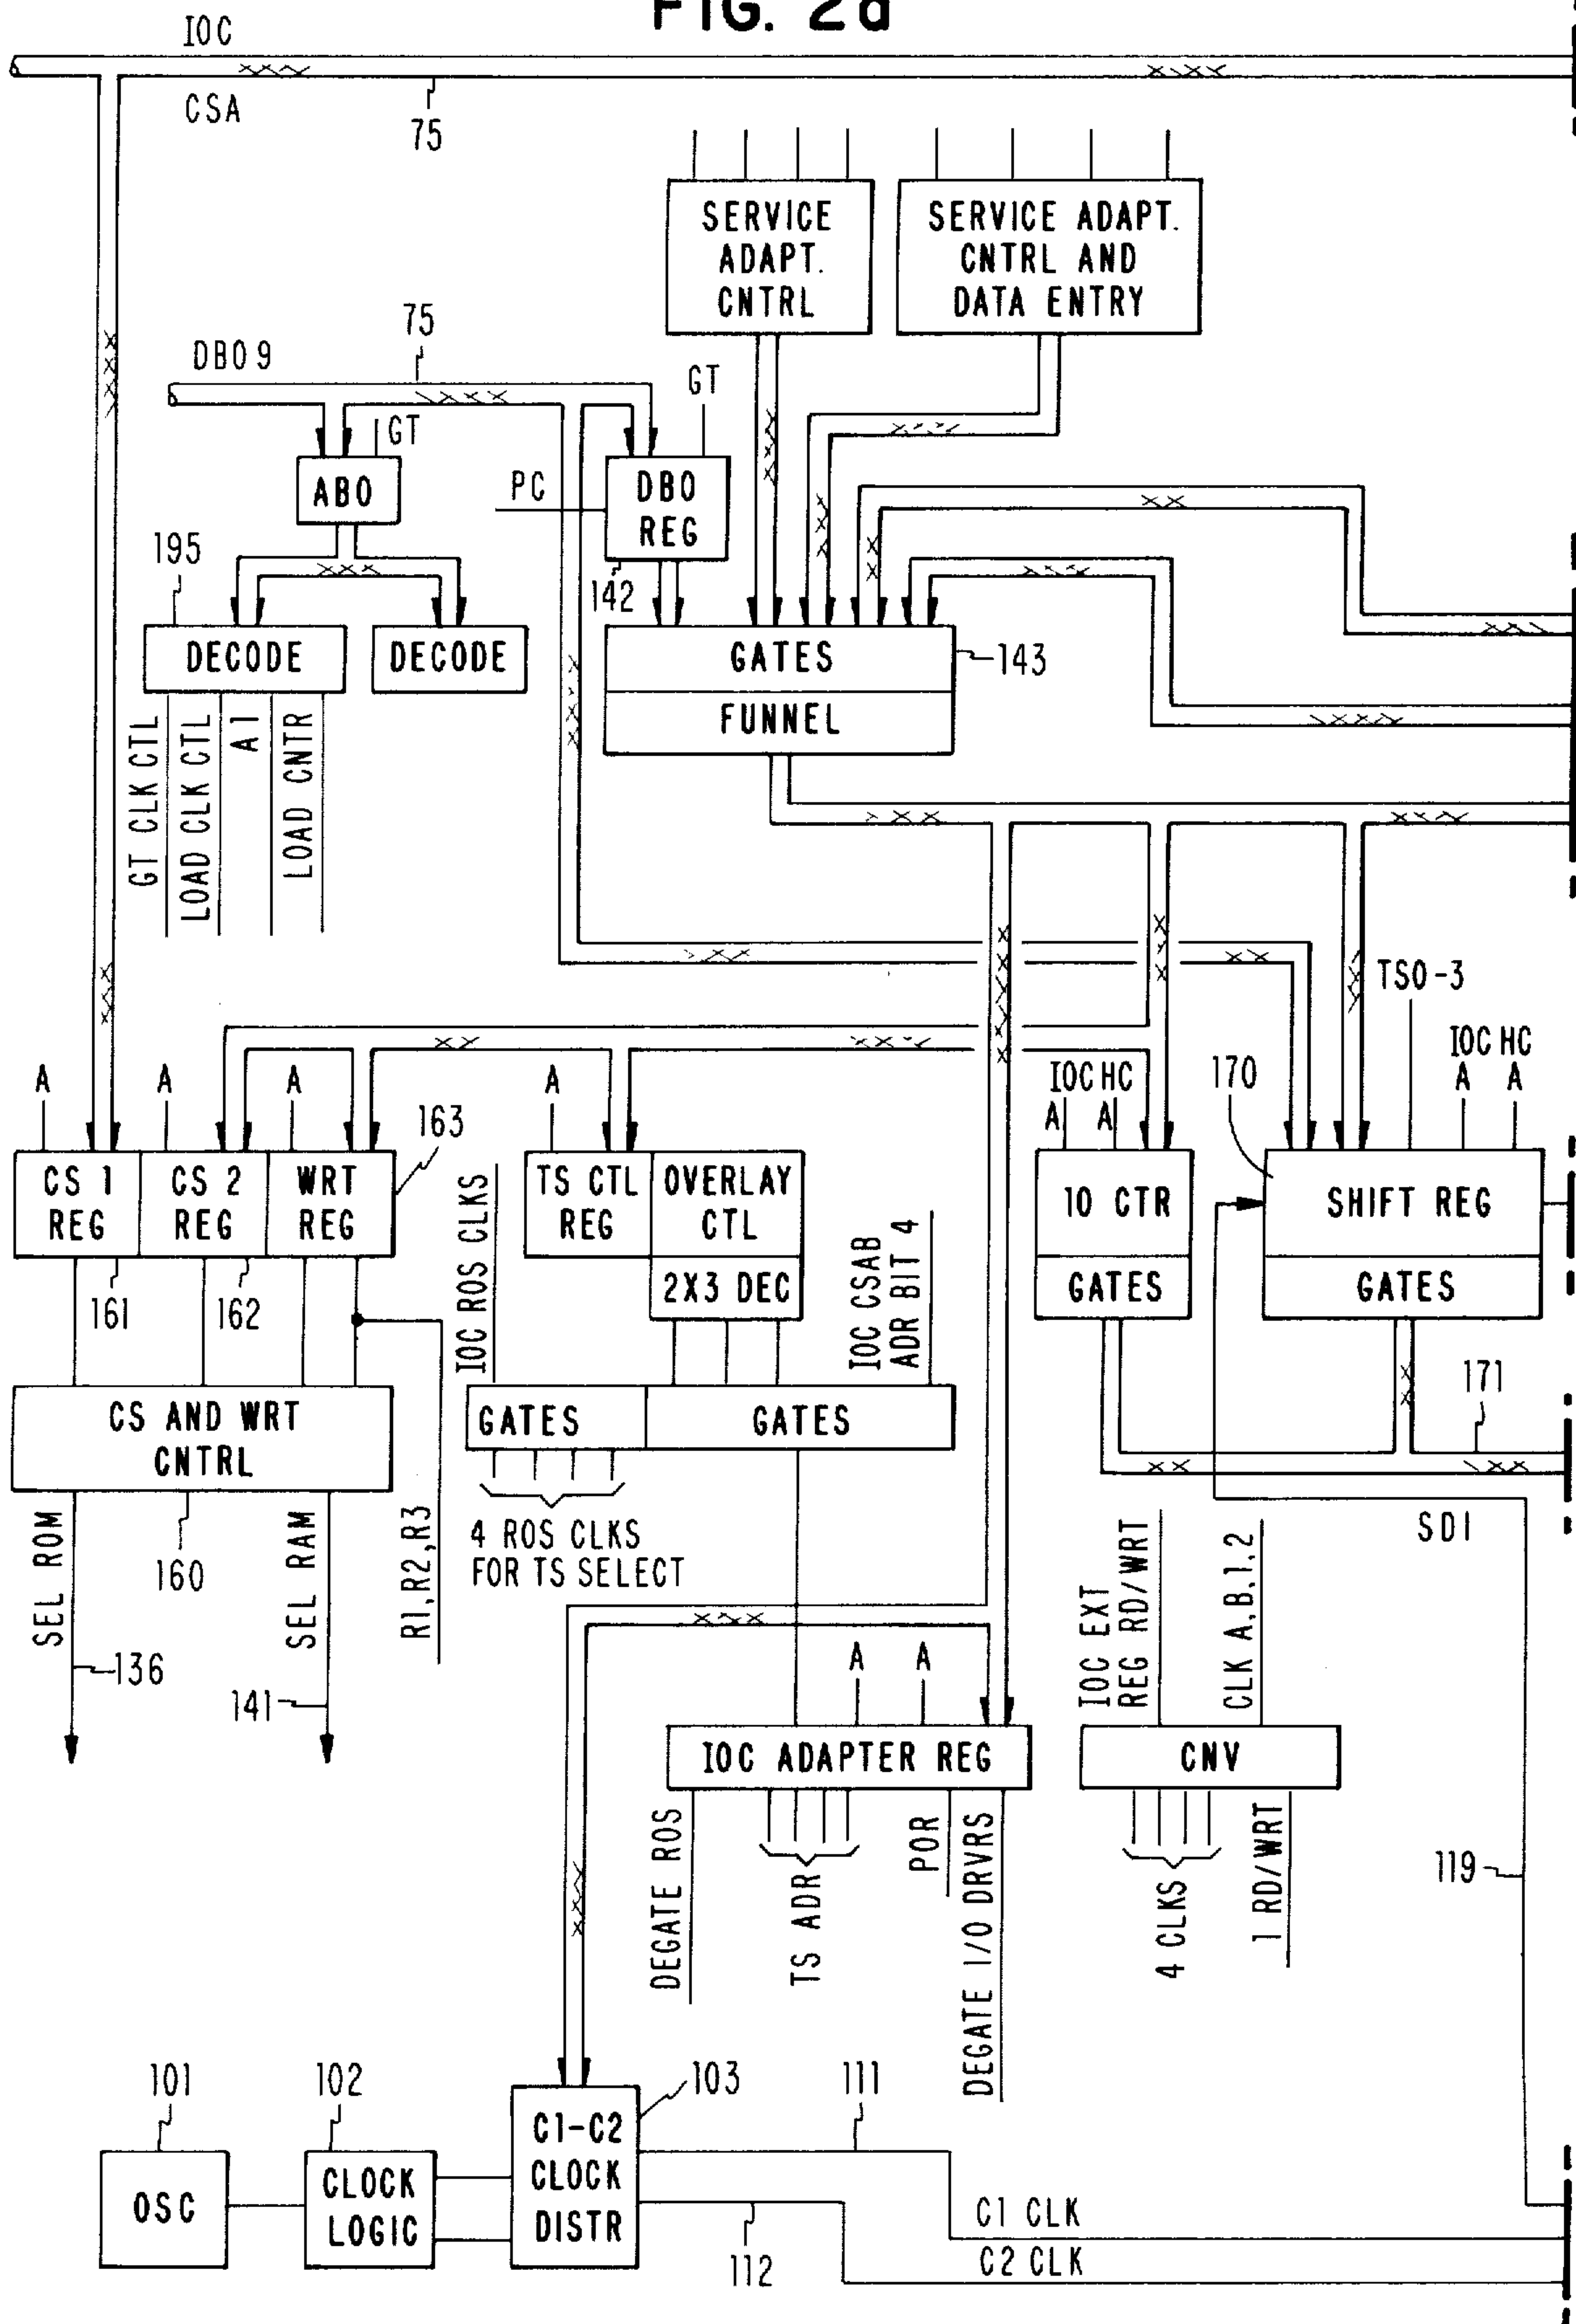 FIG. 2a
IOC
CSA
75
SERVICE
ADAPT.
CNTRL
SERVICE ADAPT.
CNTRL AND
DATA ENTRY
75
DBO 9
GT
GT
ABO
PC
DBO
REG
195
142
DECODE
DECODE
GATES
143
FUNNEL
GT CLK CTL
LOAD CLK CTL
A1
LOAD CNTR
TS0-3
IOC HC
A
A
A
A
A
A
IOC HC
A
A
170
163
CS 1
REG
CS 2
REG
WRT
REG
IOC ROS CLKS
TS CTL
REG
OVERLAY
CTL
10 CTR
SHIFT REG
161
162
2X3 DEC
IOC CSAB
ADR BIT 4
GATES
GATES
171
CS AND WRT
CNTRL
GATES
GATES
SEL ROM
160
SEL RAM
R1,R2,R3
4 ROS CLKS
FOR TS SELECT
SDI
IOC EXT
REG RD/WRT
CLK A,B,1,2
136
141
A
A
IOC ADAPTER REG
CNV
DEGATE ROS
TS ADR
POR
DEGATE I/O DRVRS
4 CLKS
1 RD/WRT
119
101
102
103
111
C1-C2
CLOCK
DISTR
OSC
CLOCK
LOGIC
112
C1 CLK
C2 CLK